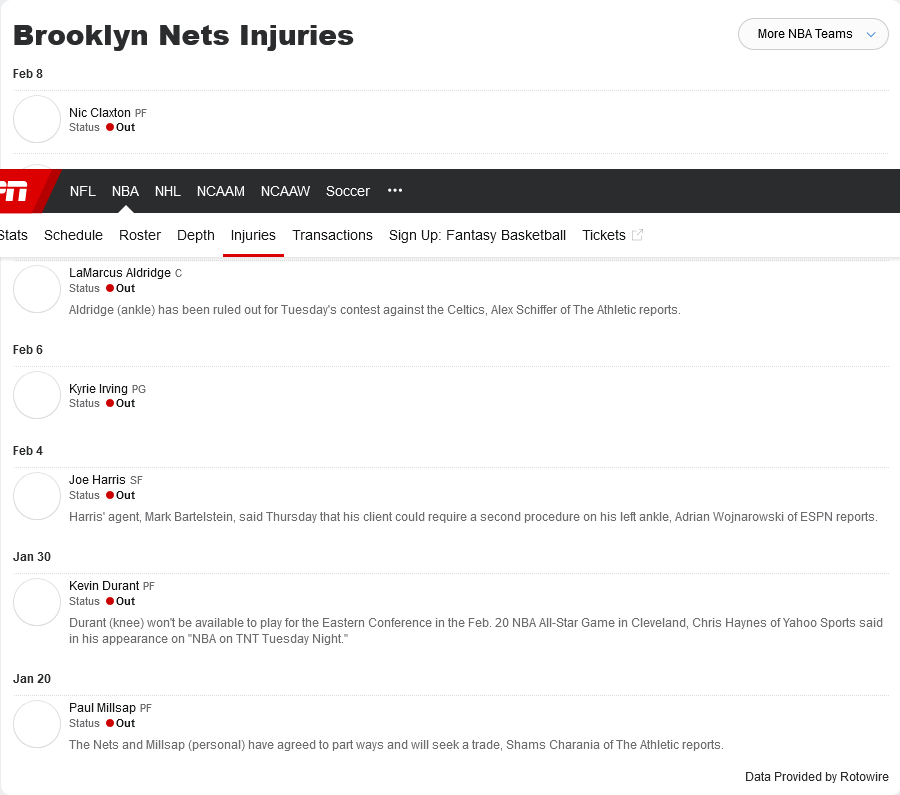 Brooklyn Nets Injuries
More NBA Teams
Feb 8
Nic Claxton PF
Status Out
NFL NBA NHL NCAAM NCAAW Soccer •••
Stats Schedule Roster Depth Injuries Transactions Sign Up: Fantasy Basketball Tickets
LaMarcus Aldridge C
Status Out
Aldridge (ankle) has been ruled out for Tuesday's contest against the Celtics, Alex Schiffer of The Athletic reports.
Feb 6
Kyrie Irving PG
Status Out
Feb 4
Joe Harris SF
Status Out
Harris' agent, Mark Bartelstein, said Thursday that his client could require a second procedure on his left ankle, Adrian Wojnarowski of ESPN reports.
Jan 30
Kevin Durant PF
Status Out
Durant (knee) won't be available to play for the Eastern Conference in the Feb. 20 NBA All-Star Game in Cleveland, Chris Haynes of Yahoo Sports said
in his appearance on "NBA on TNT Tuesday Night."
Jan 20
Paul Millsap PF
Status Out
The Nets and Millsap (personal) have agreed to part ways and will seek a trade, Shams Charania of The Athletic reports.
Data Provided by Rotowire